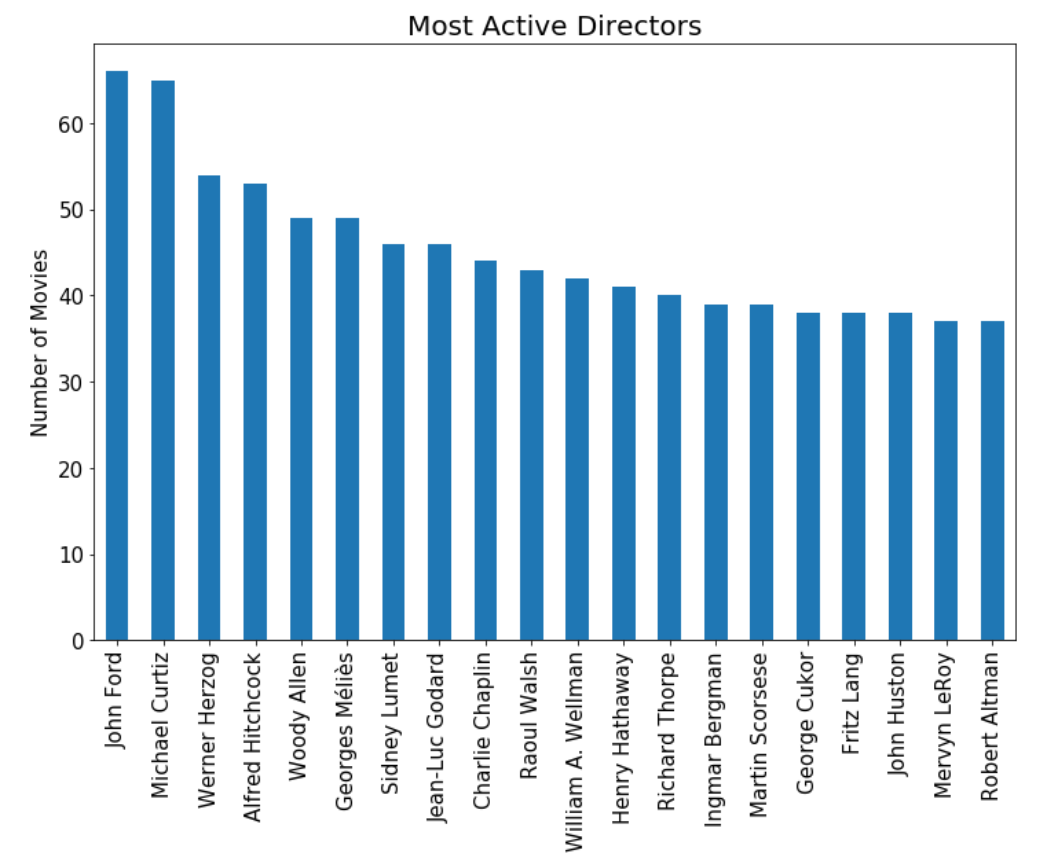 Most Active Directors
Number of Movies
60
50
40
30
20
10
0
John Ford
Michael Curtiz
Werner Herzog
Alfred Hitchcock
Woody Allen
Georges Méliès
Sidney Lumet
Jean-Luc Godard
Charlie Chaplin
Raoul Walsh
William A. Wellman
Henry Hathaway
Richard Thorpe
Ingmar Bergman
Martin Scorsese
George Cukor
Fritz Lang
John Huston
Mervyn LeRoy
Robert Altman